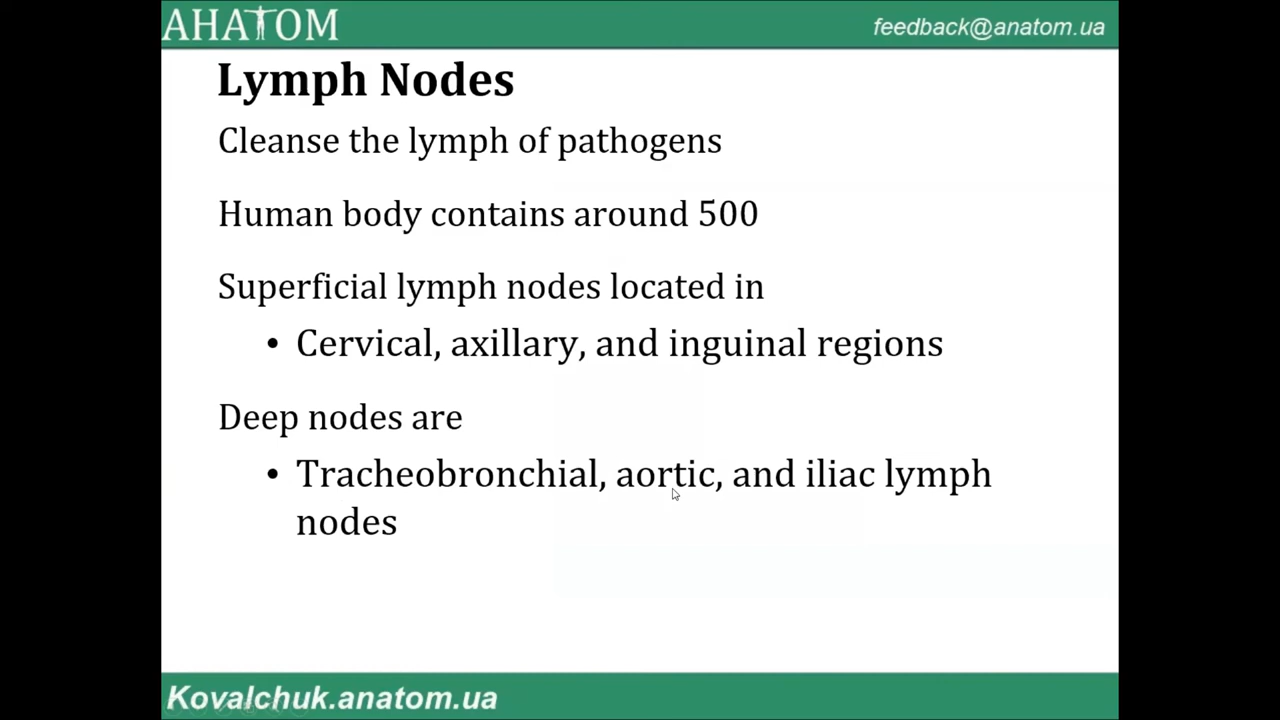 АНАТОМ
feedback@anatom.ua
Lymph Nodes
Cleanse the lymph of pathogens
Human body contains around 500
Superficial lymph nodes located in
• Cervical, axillary, and inguinal regions
Deep nodes are
• Tracheobronchial, aortic, and iliac lymph
nodes
Kovalchuk.anatom.ua